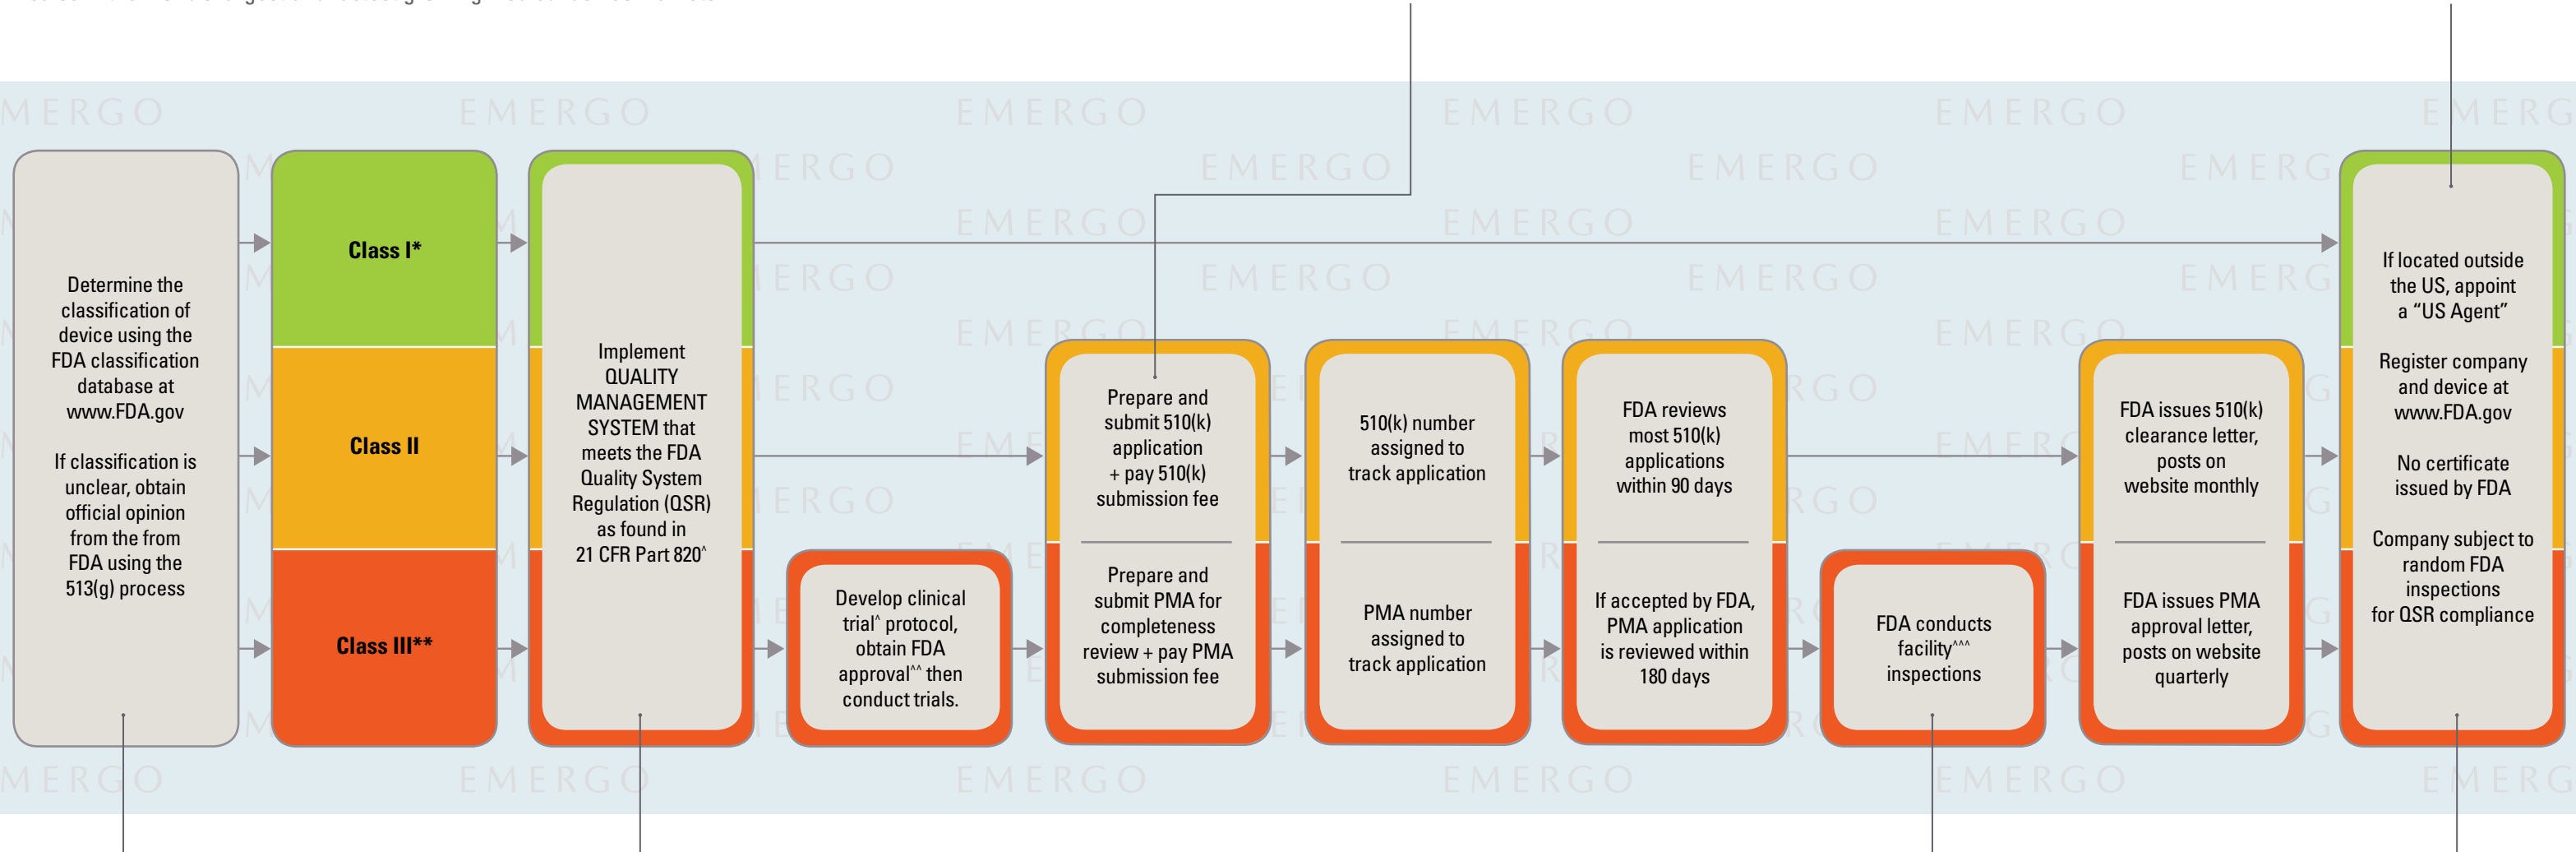 Determine the
classification of
device using the
FDA classification
database at
www.FDA.gov
If classification is
unclear, obtain
official opinion
from the from
FDA using the
513(g) process
Class I*
Class II
Class III**
Implement
QUALITY
MANAGEMENT
SYSTEM that
meets the FDA
Quality System
Regulation (QSR)
as found in
21 CFR Part 820^
Develop clinical
trial^ protocol,
obtain FDA
approval^^ then
conduct trials.
Prepare and
submit 510(k)
application
+ pay 510(k)
submission fee
Prepare and
submit PMA for
completeness
review + pay PMA
submission fee
510(k) number
assigned to
track application
PMA number
assigned to
track application
FDA reviews
most 510(k)
applications
within 90 days
If accepted by FDA,
PMA application
is reviewed within
180 days
FDA conducts
facility^^^
inspections
FDA issues 510(k)
clearance letter,
posts on
website monthly
FDA issues PMA
approval letter,
posts on website
quarterly
If located outside
the US, appoint
a “US Agent”
Register company
and device at
www.FDA.gov
No certificate
issued by FDA
Company subject to
random FDA
inspections
for QSR compliance
EMERGO